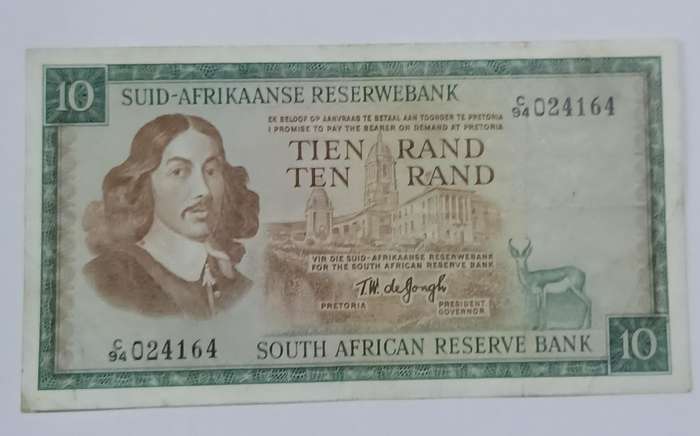 10
SUID-AFRIKAANSE RESERWEBANK
C/94 024164
EK BELOOF OP AANVRAAG TE BETAAL AAN TOONDER TE PRETORIA
I PROMISE TO PAY THE BEARER ON DEMAND AT PRETORIA
TIEN RAND
TEN RAND
VIR DIE SUID-AFRIKAANSE RESERWEBANK
FOR THE SOUTH AFRICAN RESERVE BANK
T.W. de Jongh
PRETORIA
PRESIDENT
GOVERNOR
C/94 024164
SOUTH AFRICAN RESERVE BANK
10